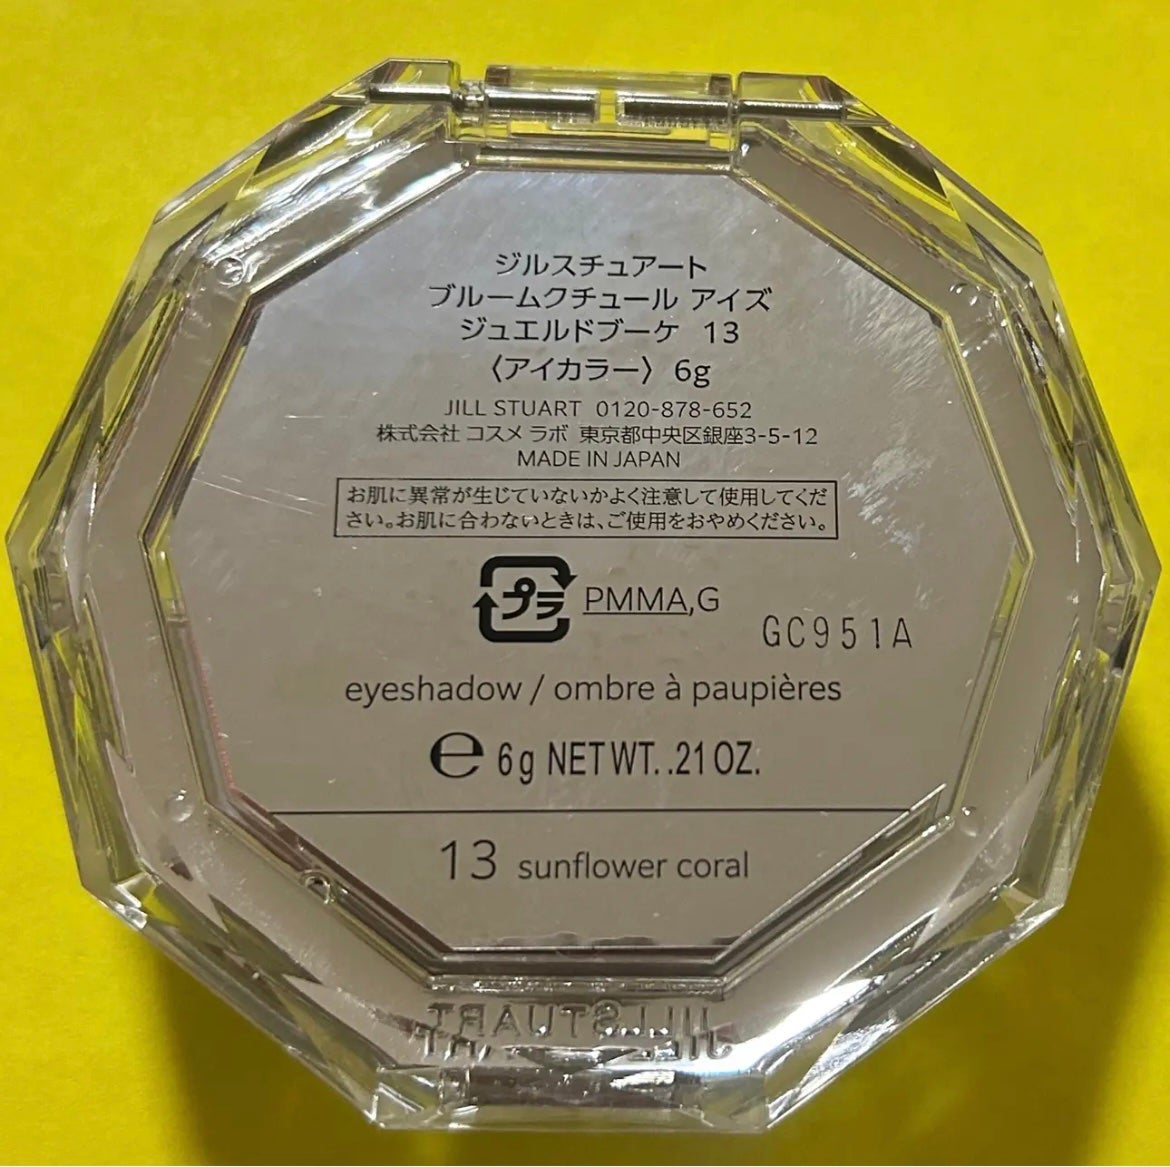 ジルスチュアート
ブルームクチュール アイズ
ジュエルドブーケ 13
〈アイカラー〉 6g
JILL STUART 0120-878-652
株式会社 コスメ ラボ 東京都中央区銀座3-5-12
MADE IN JAPAN
お肌に異常が生じていないかよく注意して使用してくだ
さい。お肌に合わないときは、ご使用をおやめください。
プラ PMMA,G
GC951A
eyeshadow / ombre à paupières
℮ 6g NET WT. .21 OZ.
13 sunflower coral
JILL STUART